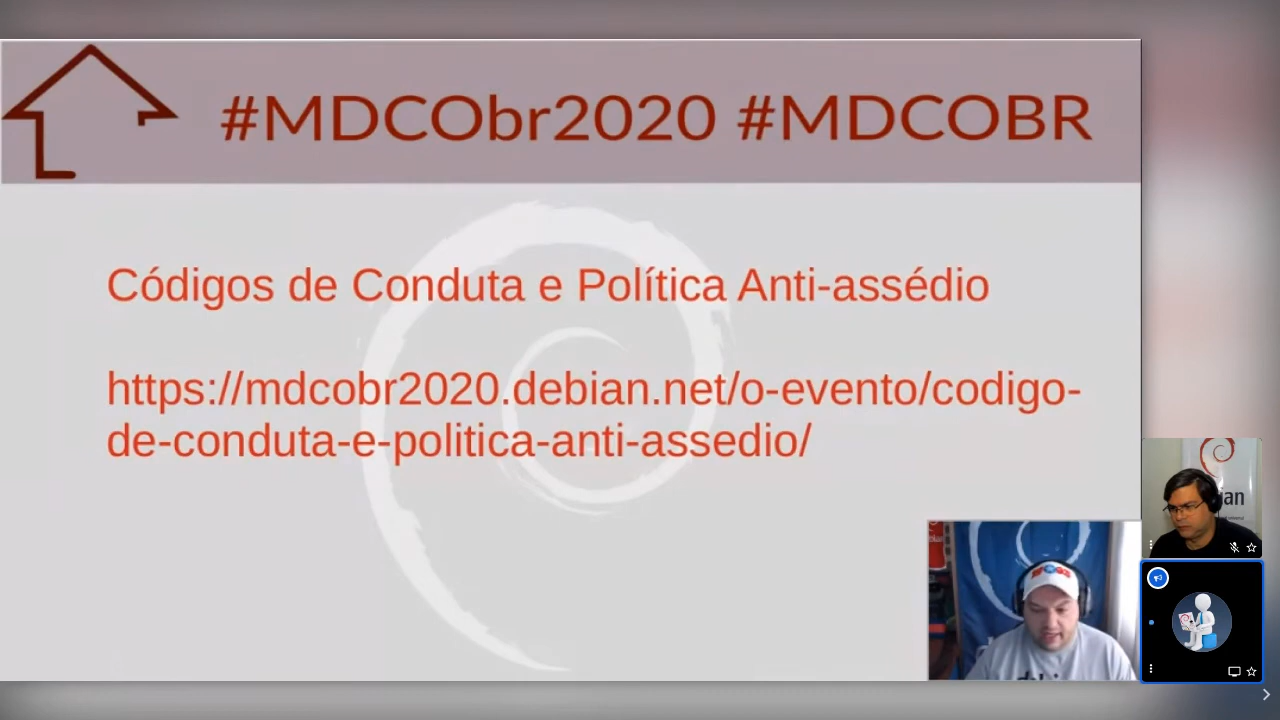 #MDCObr2020 #MDCOBR
Códigos de Conduta e Política Anti-assédio
https://mdcobr2020.debian.net/o-evento/codigo-
de-conduta-e-politica-anti-assedio/
ian